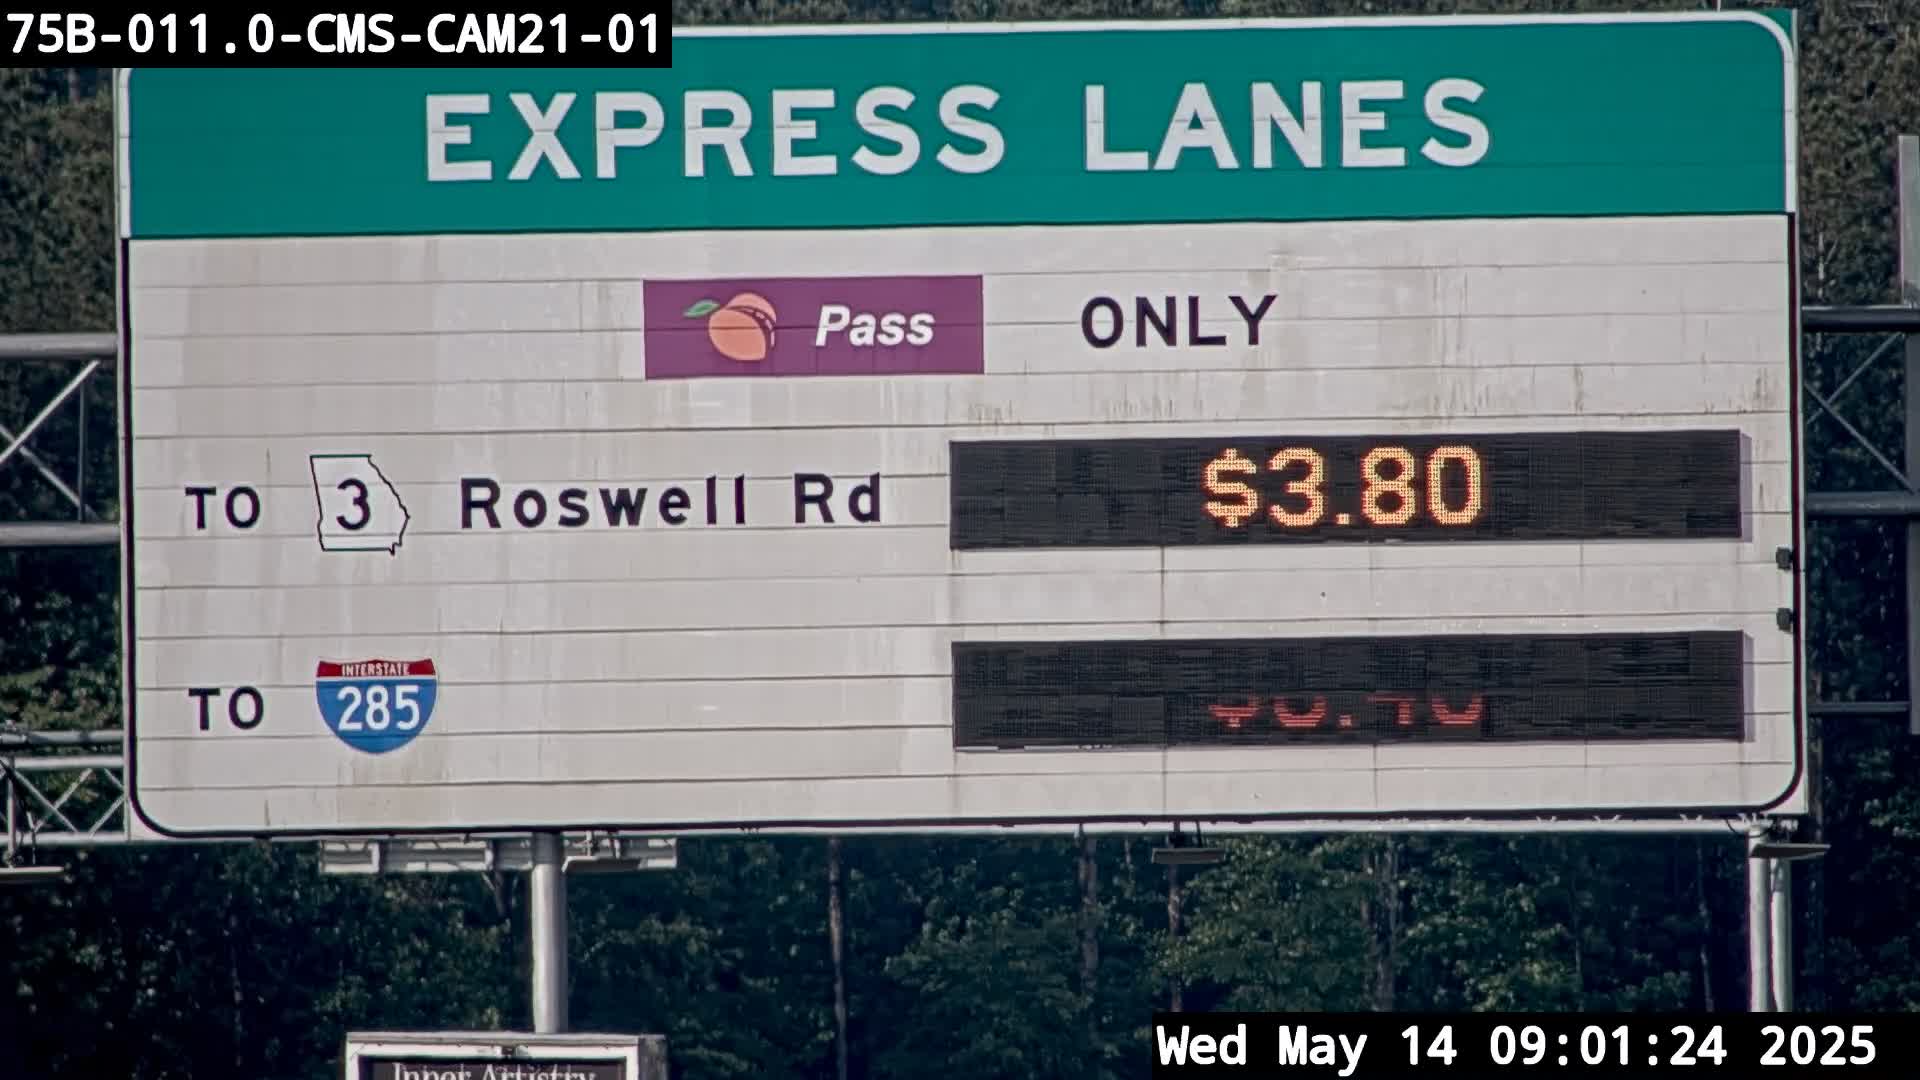 75B-011.0-CMS-CAM21-01
EXPRESS LANES
Pass ONLY
TO 3 Roswell Rd $3.80
INTERSTATE
TO 285
Wed May 14 09:01:24 2025